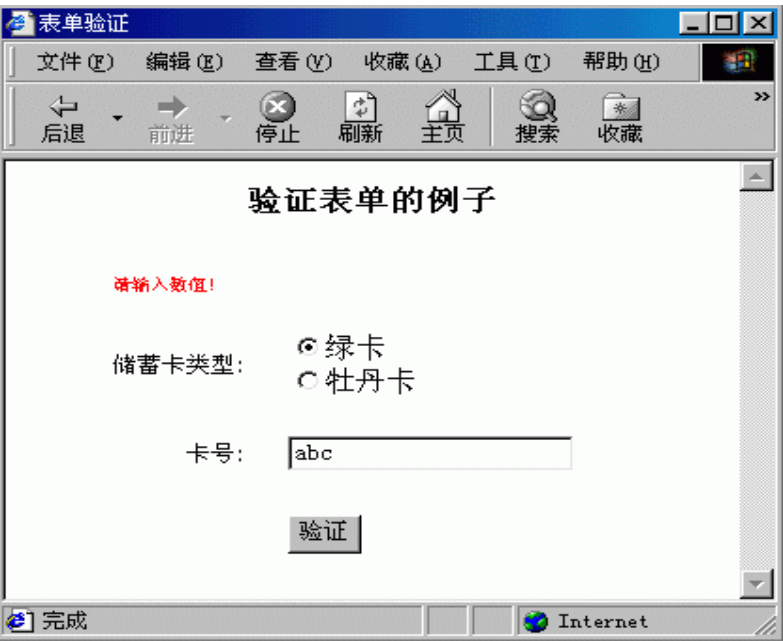 表单验证
文件(F) 编辑(E) 查看(V) 收藏(A) 工具(T) 帮助(H)
后退 前进 停止 刷新 主页 搜索 收藏 »
验证表单的例子
请输入数值!
储蓄卡类型:
绿卡
牡丹卡
卡号: abc
验证
完成 Internet